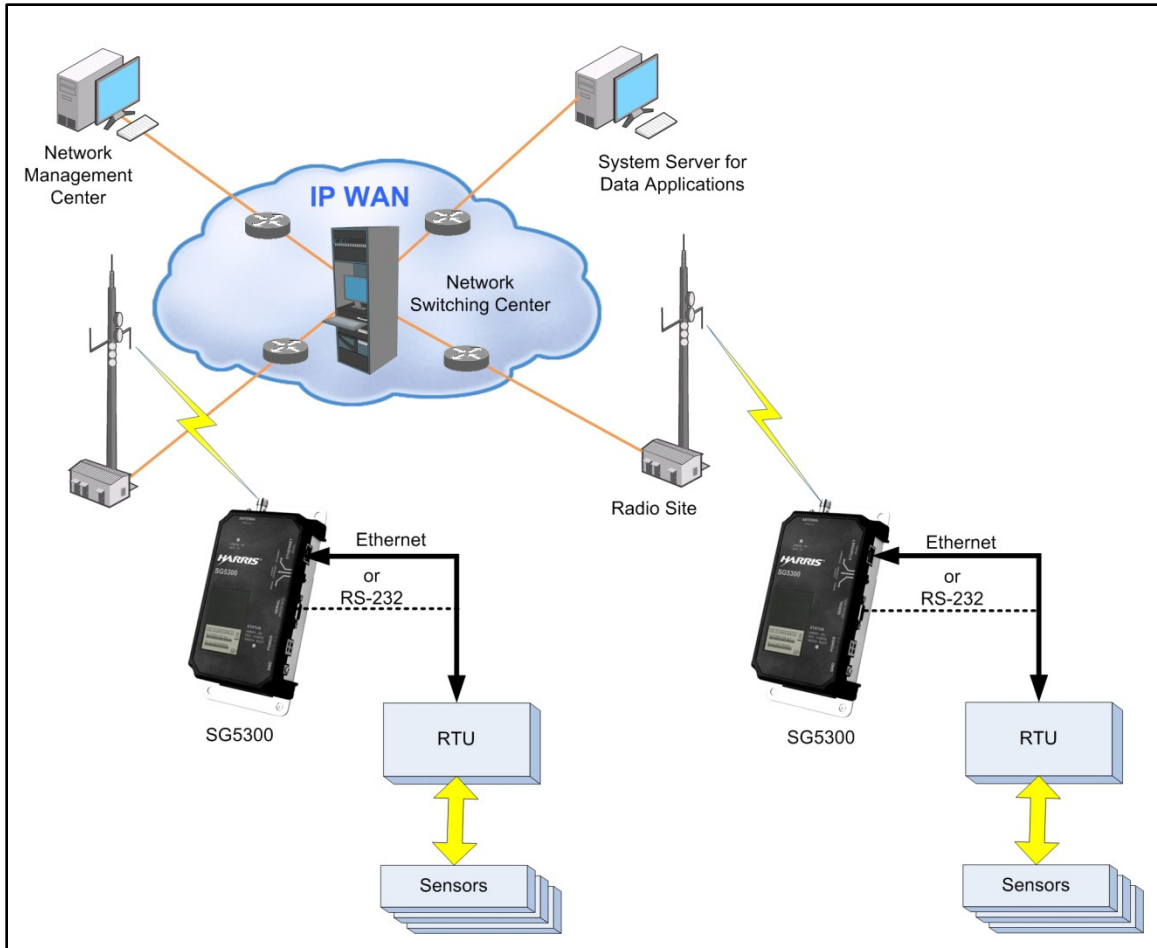 Network
Management
Center
System Server for
Data Applications
IP WAN
Network
Switching Center
Radio Site
HARRIS
SG5300
Ethernet
or
RS-232
SG5300
RTU
Sensors
HARRIS
SG5300
Ethernet
or
RS-232
SG5300
RTU
Sensors